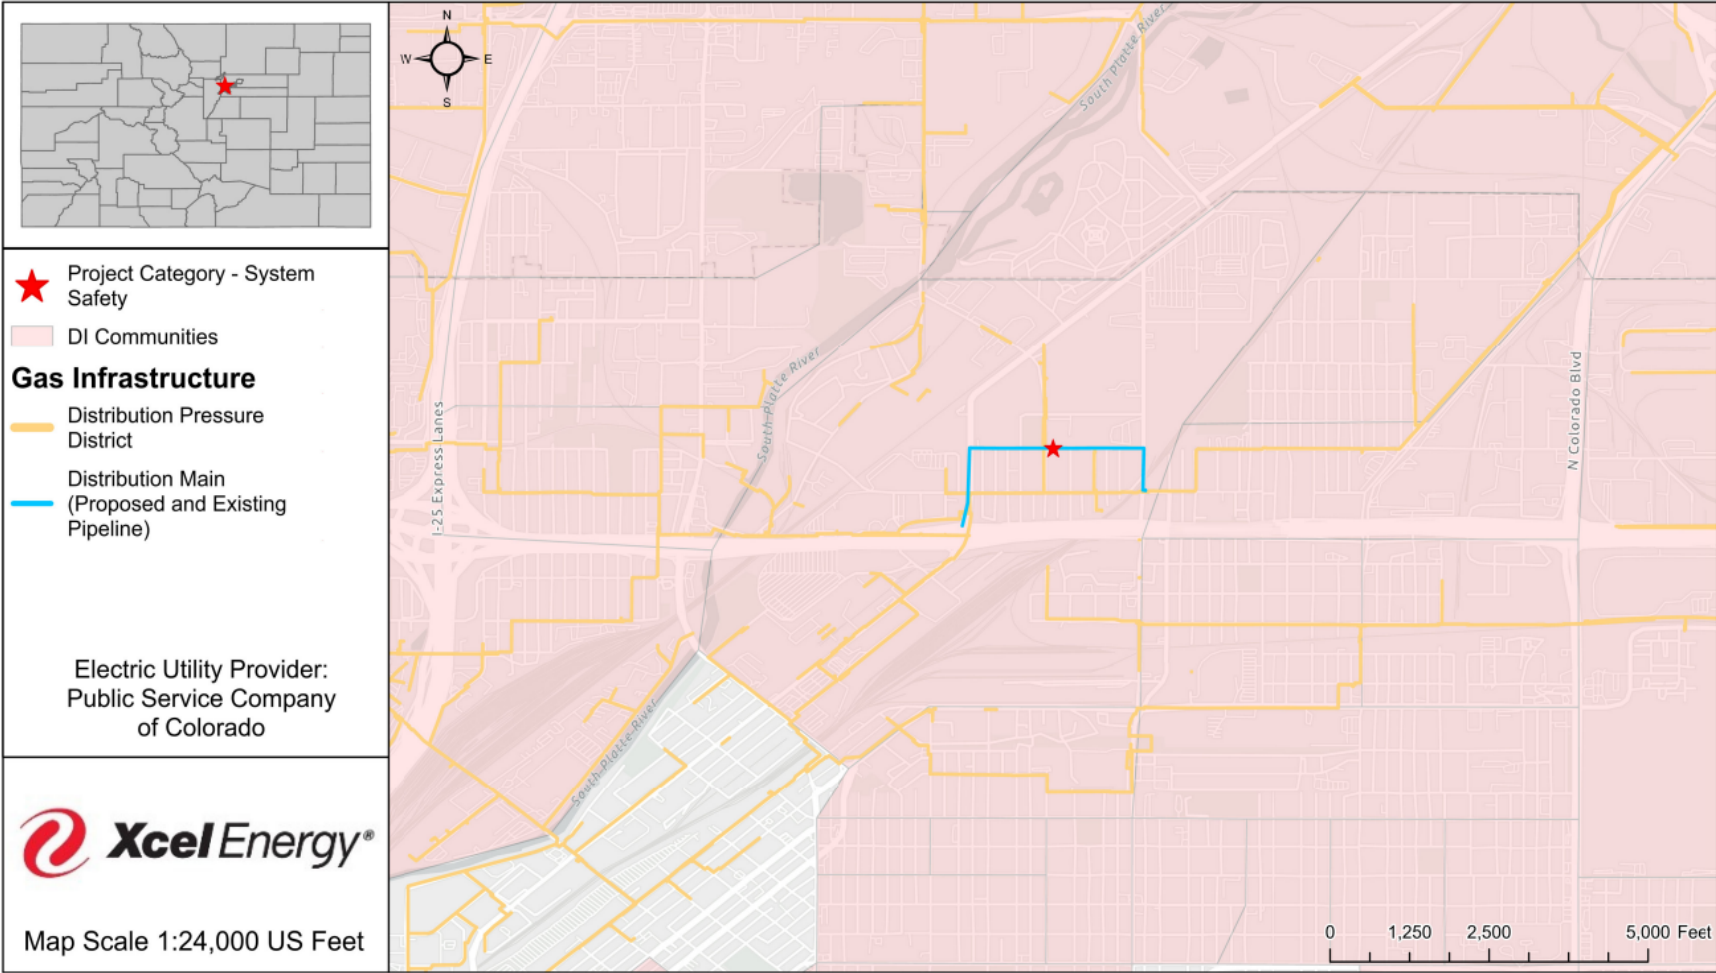 N
W
E
S
Project Category - System
Safety
DI Communities
Gas Infrastructure
Distribution Pressure
District
Distribution Main
(Proposed and Existing
Pipeline)
Electric Utility Provider:
Public Service Company
of Colorado
Xcel Energy®
Map Scale 1:24,000 US Feet
South Platte River
South Platte River
South Platte River
I-25 Express Lanes
N Colorado Blvd
0 1,250 2,500 5,000 Feet